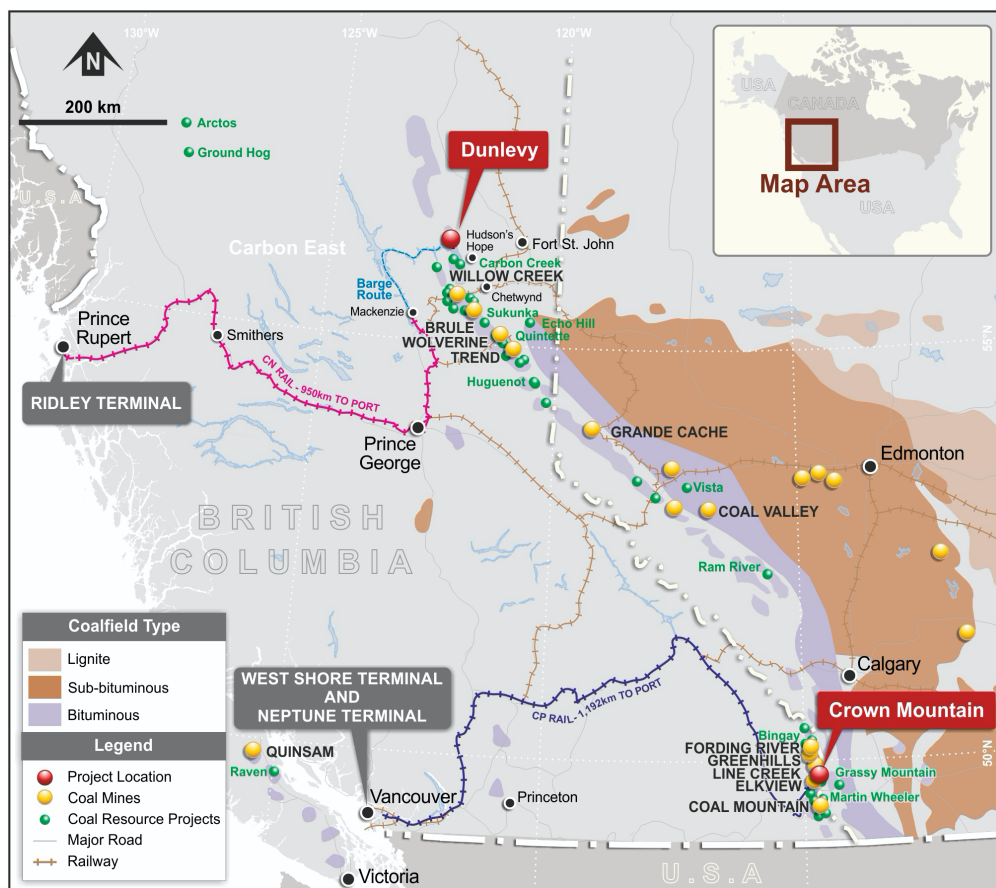 130°W
125°W
120°W
N
200 km
Arctos
Ground Hog
U.S.A
USA
CANADA
Map Area
USA
Dunlevy
Carbon East
Hudson's
Hope
Fort St. John
Carbon Creek
WILLOW CREEK
Barge
Route
Chetwynd
Mackenzie
Sukunka
Echo Hill
BRULE
Quintette
WOLVERINE
TREND
Huguenot
55°N
Prince
Rupert
Smithers
CN RAIL - 950km TO PORT
RIDLEY TERMINAL
Prince
George
GRANDE CACHE
Edmonton
Vista
COAL VALLEY
BRITISH
COLUMBIA
Ram River
Coalfield Type
Lignite
Sub-bituminous
Bituminous
Legend
Project Location
Coal Mines
Coal Resource Projects
Major Road
Railway
WEST SHORE TERMINAL
AND
NEPTUNE TERMINAL
CP RAIL- 1,192km TO PORT
Calgary
Crown Mountain
QUINSAM
Raven
Bingay
FORDING RIVER
GREENHILLS
LINE CREEK
Grassy Mountain
ELKVIEW
Martin Wheeler
COAL MOUNTAIN
50°N
Vancouver
Princeton
Victoria
U.S.A